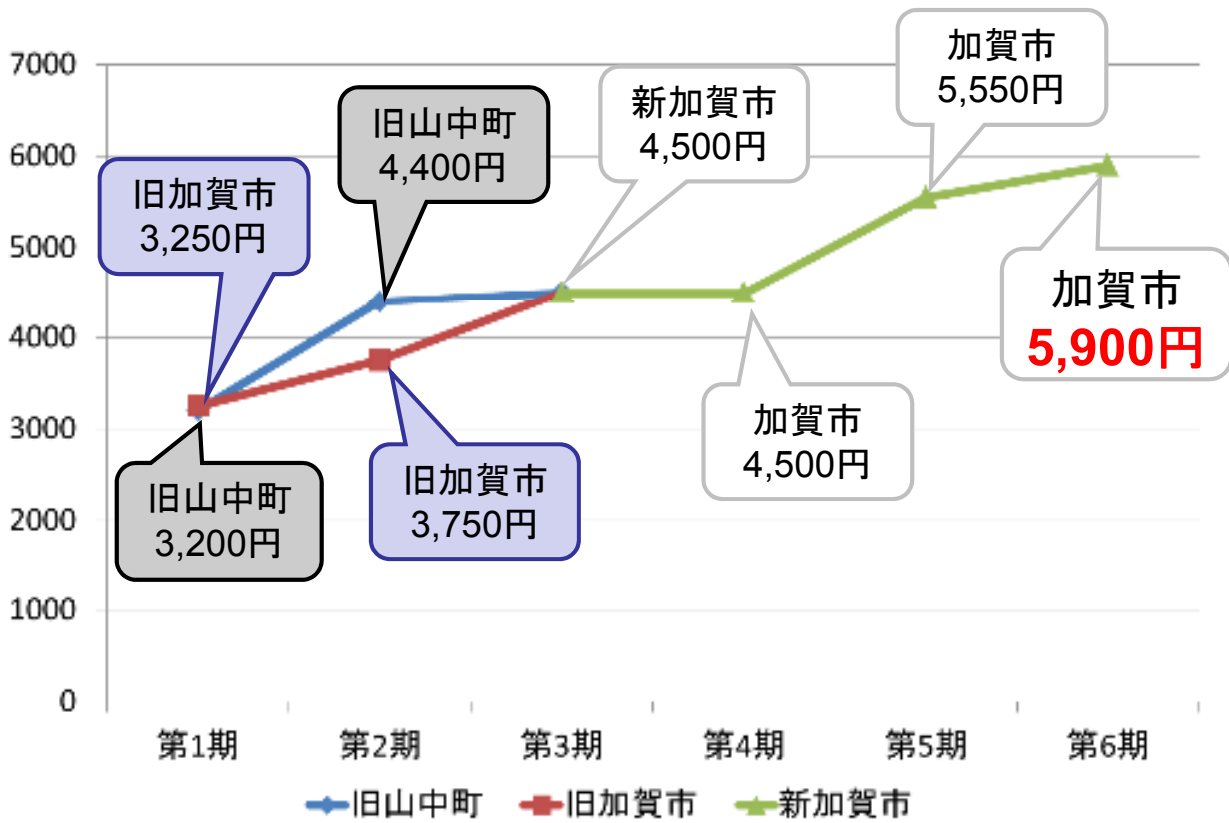 7000
6000
5000
4000
3000
2000
1000
0
旧加賀市
3,250円
旧山中町
4,400円
新加賀市
4,500円
加賀市
5,550円
加賀市
5,900円
旧山中町
3,200円
旧加賀市
3,750円
加賀市
4,500円
第1期 第2期 第3期 第4期 第5期 第6期
旧山中町 旧加賀市 新加賀市